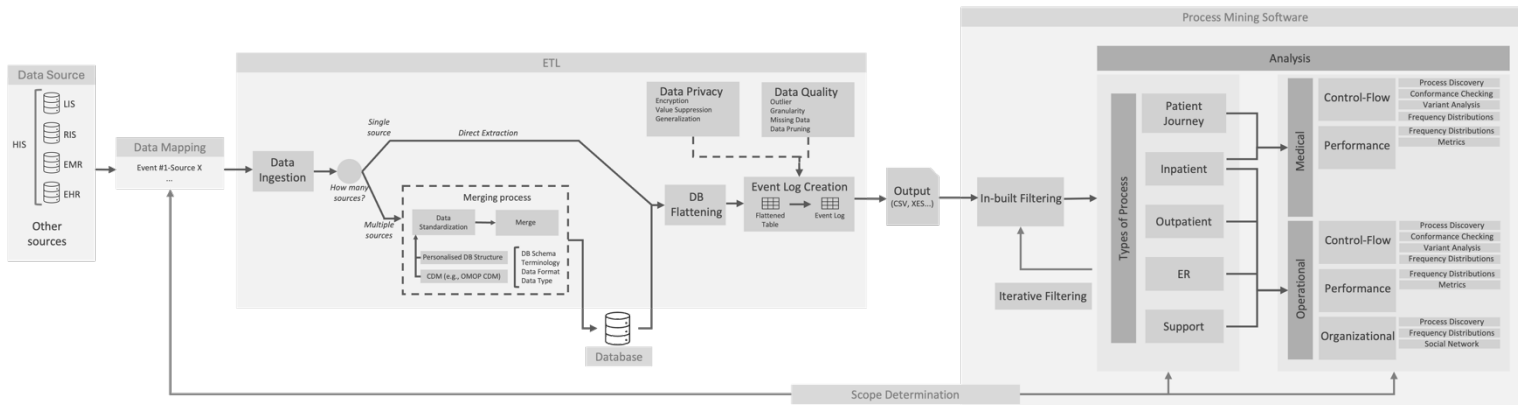 Data Source
HIS
LIS
RIS
EMR
EHR
Other
sources
Data Mapping
Event #1-Source X
...
ETL
Data
Ingestion
How many
sources?
Single
source
Direct Extraction
Multiple
sources
Merging process
Data
Standardization
Merge
Personalised DB Structure
CDM (e.g., OMOP CDM)
DB Schema
Terminology
Data Format
Data Type
Database
Data Privacy
Encryption
Value Suppression
Generalization
Data Quality
Outlier
Granularity
Missing Data
Data Pruning
DB
Flattening
Event Log Creation
Flattened
Table
Event Log
Output
(CSV, XES...)
Process Mining Software
In-built Filtering
Iterative Filtering
Analysis
Types of Process
Patient
Journey
Inpatient
Outpatient
ER
Support
Medical
Control-Flow
Process Discovery
Conformance Checking
Variant Analysis
Frequency Distributions
Performance
Frequency Distributions
Metrics
Operational
Control-Flow
Process Discovery
Conformance Checking
Variant Analysis
Frequency Distributions
Performance
Frequency Distributions
Metrics
Organizational
Process Discovery
Frequency Distributions
Social Network
Scope Determination